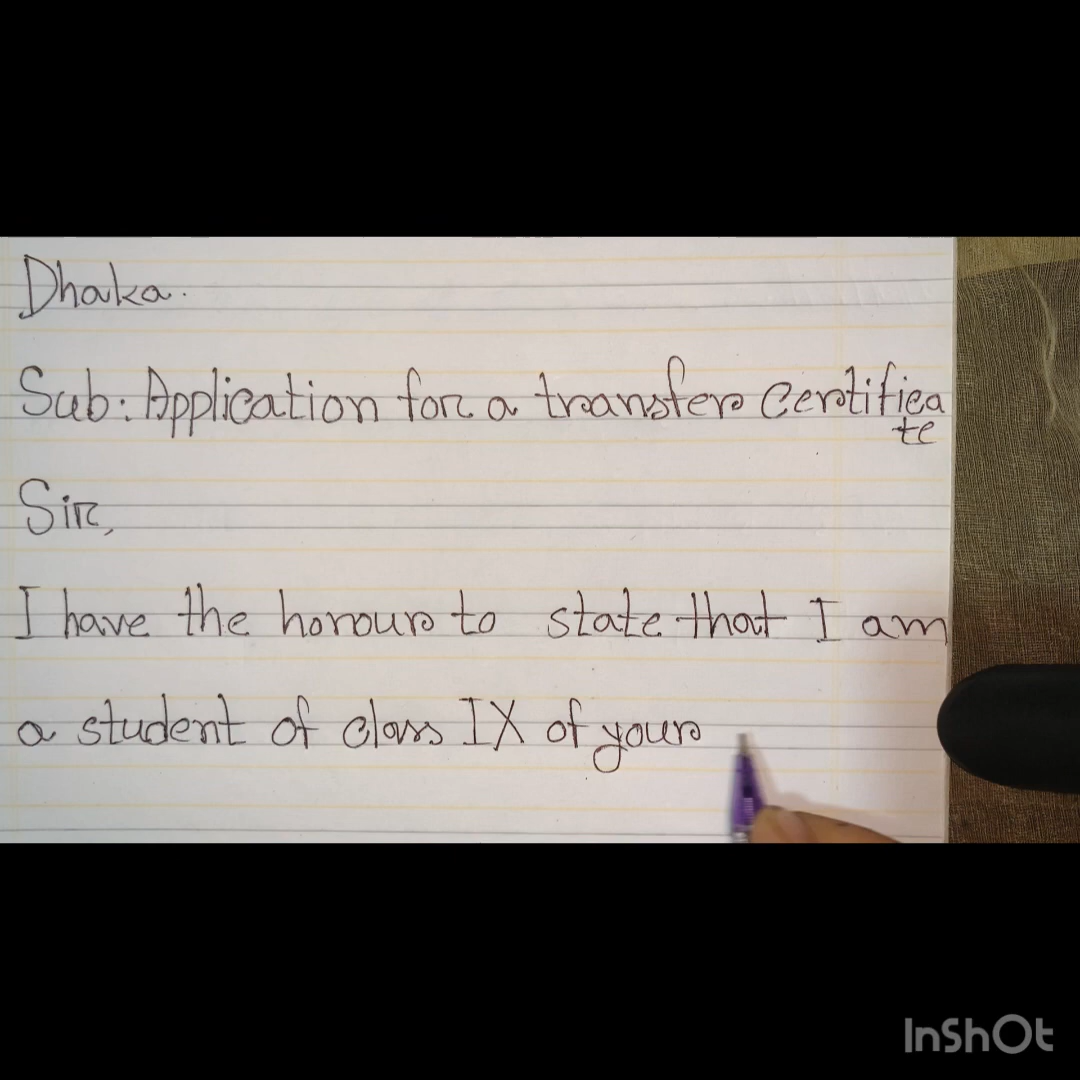 Dhaka.
Sub: Application for a transfer certificate
Sir,
I have the honour to state that I am
a student of class IX of your
InShOt